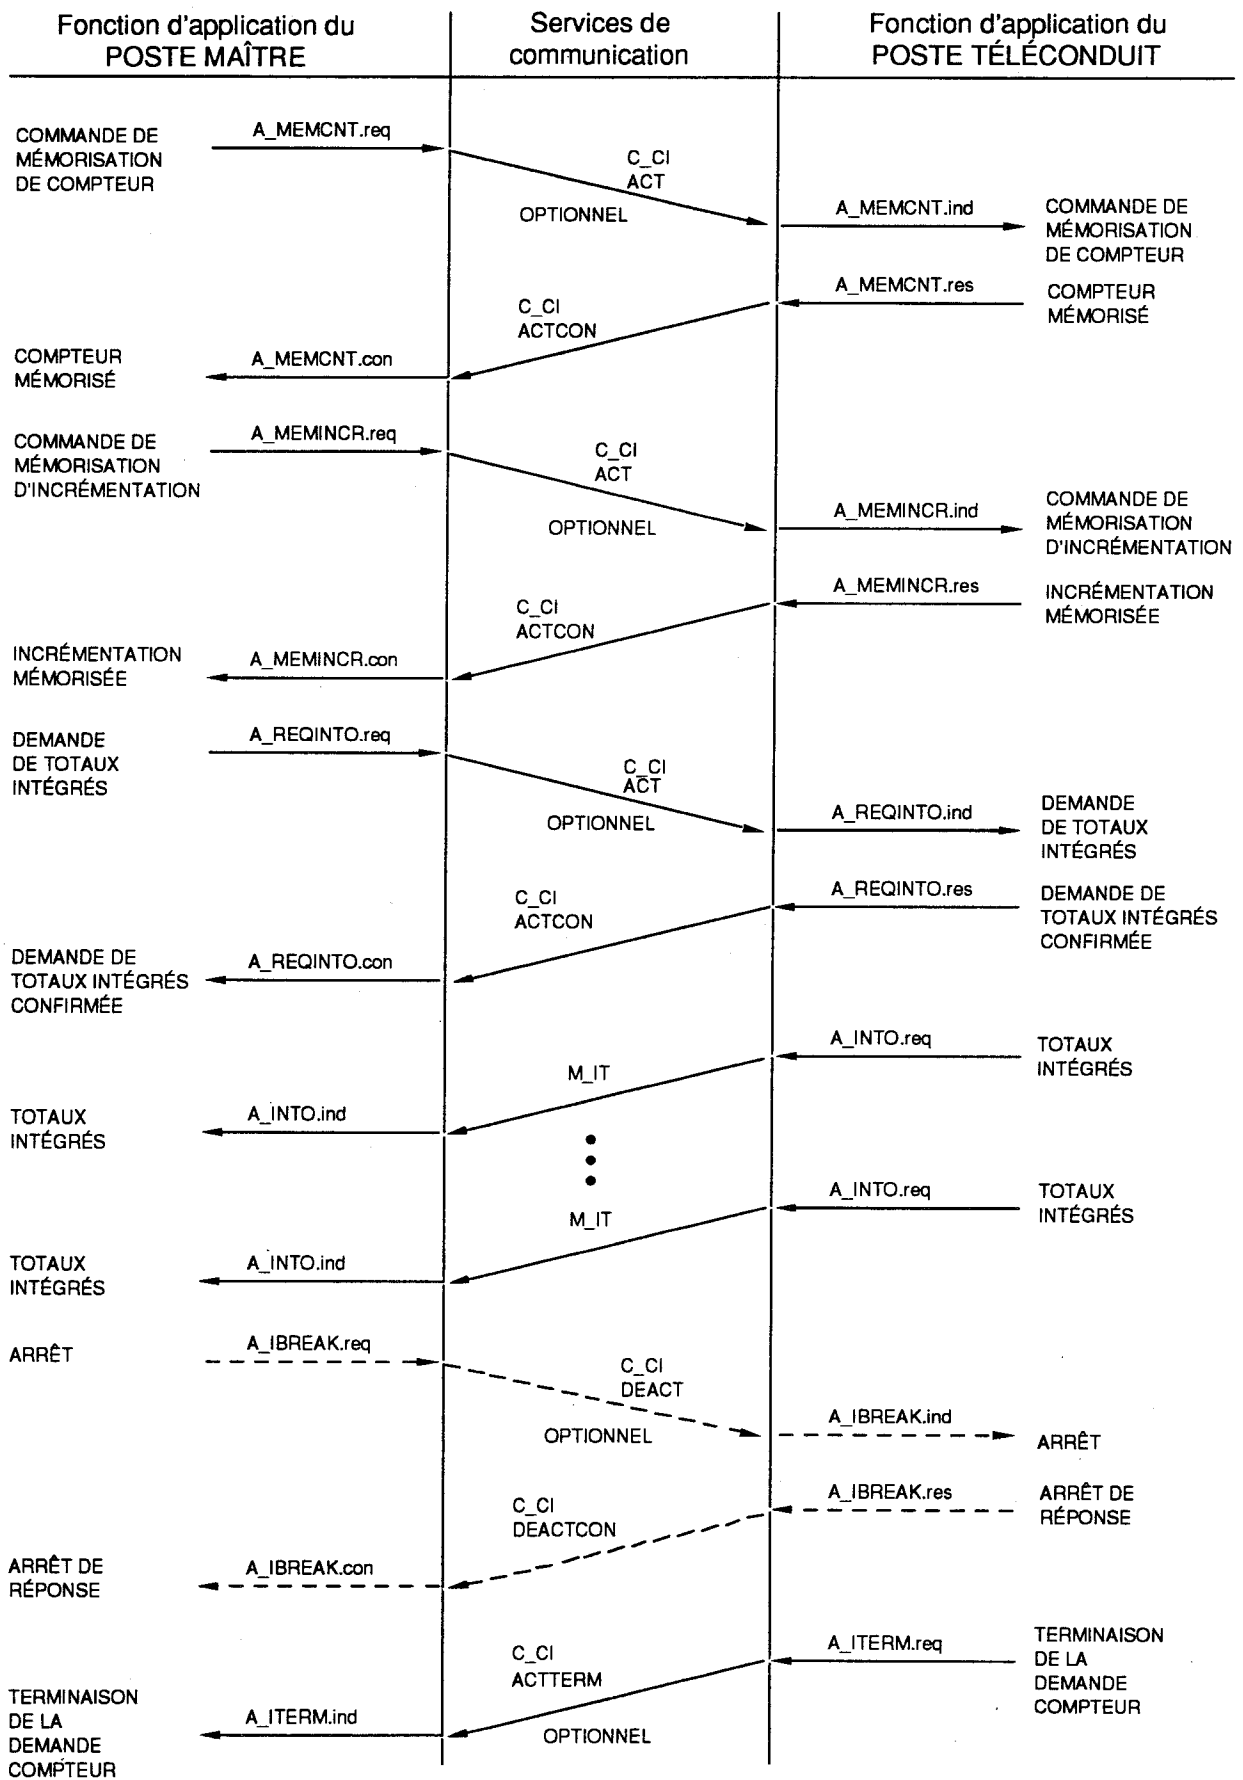 Fonction d'application du
POSTE MAÎTRE
Services de
communication
Fonction d'application du
POSTE TÉLÉCONDUIT
COMMANDE DE
MÉMORISATION
DE COMPTEUR
A_MEMCNT.req
C_CI
ACT
OPTIONNEL
A_MEMCNT.ind
COMMANDE DE
MÉMORISATION
DE COMPTEUR
A_MEMCNT.res
COMPTEUR
MÉMORISÉ
C_CI
ACTCON
COMPTEUR
MÉMORISÉ
A_MEMCNT.con
COMMANDE DE
MÉMORISATION
D'INCRÉMENTATION
A_MEMINCR.req
C_CI
ACT
OPTIONNEL
A_MEMINCR.ind
COMMANDE DE
MÉMORISATION
D'INCRÉMENTATION
A_MEMINCR.res
INCRÉMENTATION
MÉMORISÉE
C_CI
ACTCON
INCRÉMENTATION
MÉMORISÉE
A_MEMINCR.con
DEMANDE
DE TOTAUX
INTÉGRÉS
A_REQINTO.req
C_CI
ACT
OPTIONNEL
A_REQINTO.ind
DEMANDE
DE TOTAUX
INTÉGRÉS
A_REQINTO.res
DEMANDE DE
TOTAUX INTÉGRÉS
CONFIRMÉE
C_CI
ACTCON
DEMANDE DE
TOTAUX INTÉGRÉS
CONFIRMÉE
A_REQINTO.con
A_INTO.req
TOTAUX
INTÉGRÉS
M_IT
TOTAUX
INTÉGRÉS
A_INTO.ind
A_INTO.req
TOTAUX
INTÉGRÉS
M_IT
TOTAUX
INTÉGRÉS
A_INTO.ind
ARRÊT
A_IBREAK.req
C_CI
DEACT
OPTIONNEL
A_IBREAK.ind
ARRÊT
A_IBREAK.res
ARRÊT DE
RÉPONSE
C_CI
DEACTCON
ARRÊT DE
RÉPONSE
A_IBREAK.con
A_ITERM.req
TERMINAISON
DE LA
DEMANDE
COMPTEUR
C_CI
ACTTERM
OPTIONNEL
TERMINAISON
DE LA
DEMANDE
COMPTEUR
A_ITERM.ind